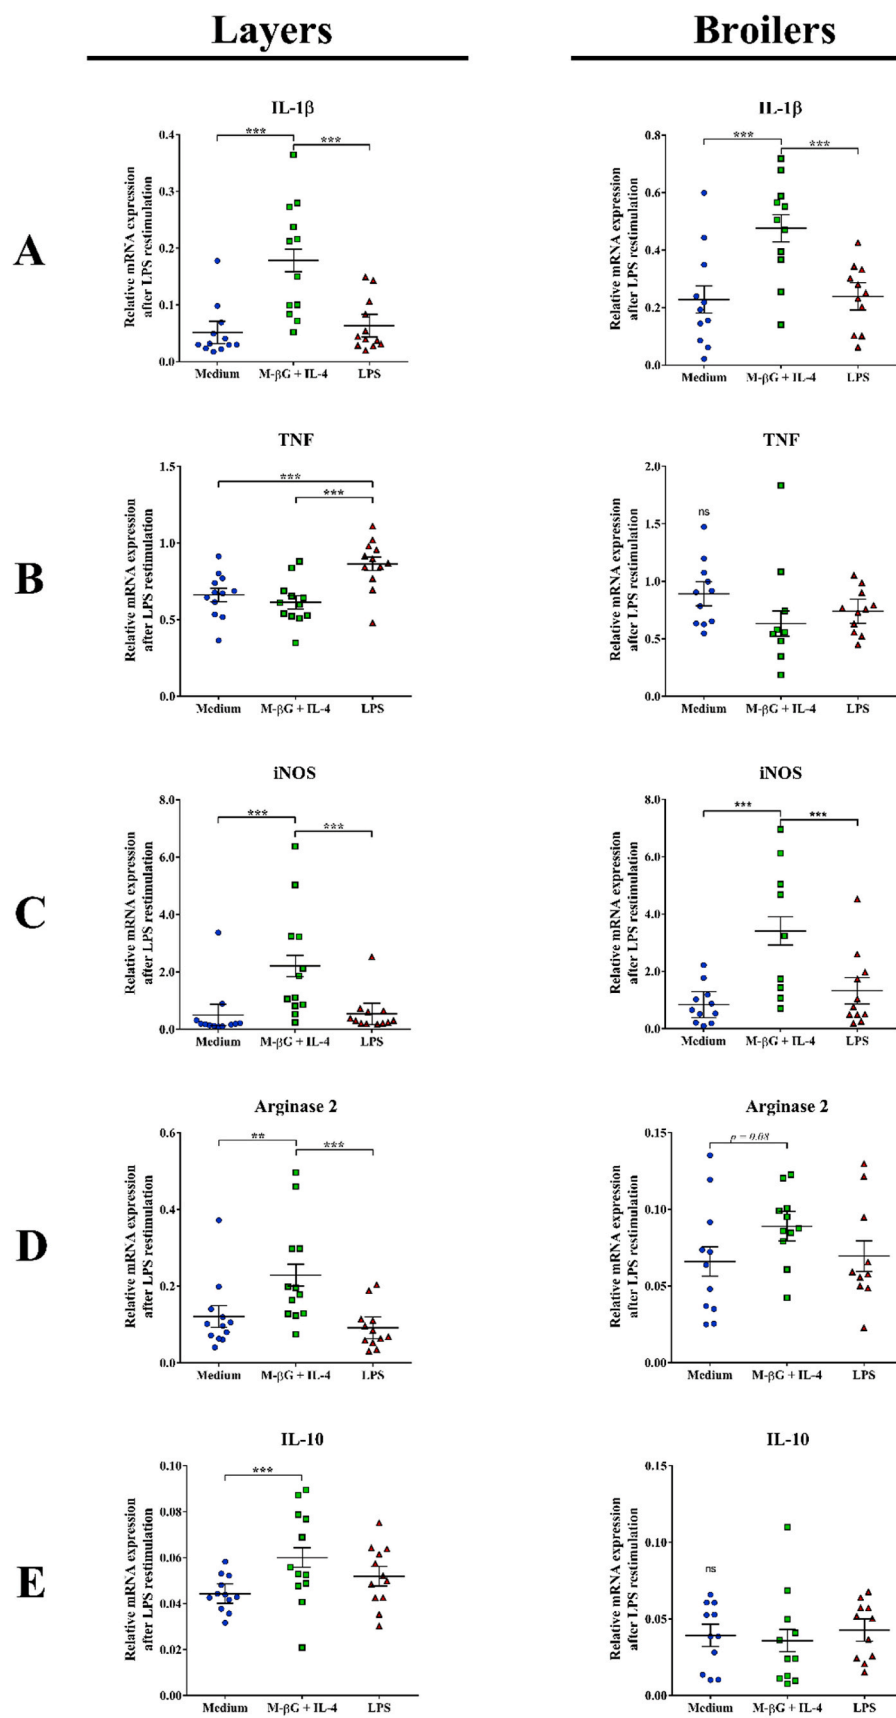 Layers
Broilers
A
IL-1β
Relative mRNA expression
after LPS restimulation
0.4
0.3
0.2
0.1
0.0
***
***
Medium
M-βG + IL-4
LPS
IL-1β
Relative mRNA expression
after LPS restimulation
0.8
0.6
0.4
0.2
0.0
***
***
Medium
M-βG + IL-4
LPS
B
TNF
Relative mRNA expression
after LPS restimulation
1.5
1.0
0.5
0.0
***
***
Medium
M-βG + IL-4
LPS
TNF
Relative mRNA expression
after LPS restimulation
2.0
1.5
1.0
0.5
0.0
ns
Medium
M-βG + IL-4
LPS
C
iNOS
Relative mRNA expression
after LPS restimulation
8.0
6.0
4.0
2.0
0.0
***
***
Medium
M-βG + IL-4
LPS
iNOS
Relative mRNA expression
after LPS restimulation
8.0
6.0
4.0
2.0
0.0
***
***
Medium
M-βG + IL-4
LPS
D
Arginase 2
Relative mRNA expression
after LPS restimulation
0.6
0.4
0.2
0.0
**
***
Medium
M-βG + IL-4
LPS
Arginase 2
Relative mRNA expression
after LPS restimulation
0.15
0.10
0.05
0.00
p = 0.08
Medium
M-βG + IL-4
LPS
E
IL-10
Relative mRNA expression
after LPS restimulation
0.10
0.08
0.06
0.04
0.02
0.00
***
Medium
M-βG + IL-4
LPS
IL-10
Relative mRNA expression
after LPS restimulation
0.15
0.10
0.05
0.00
ns
Medium
M-βG + IL-4
LPS